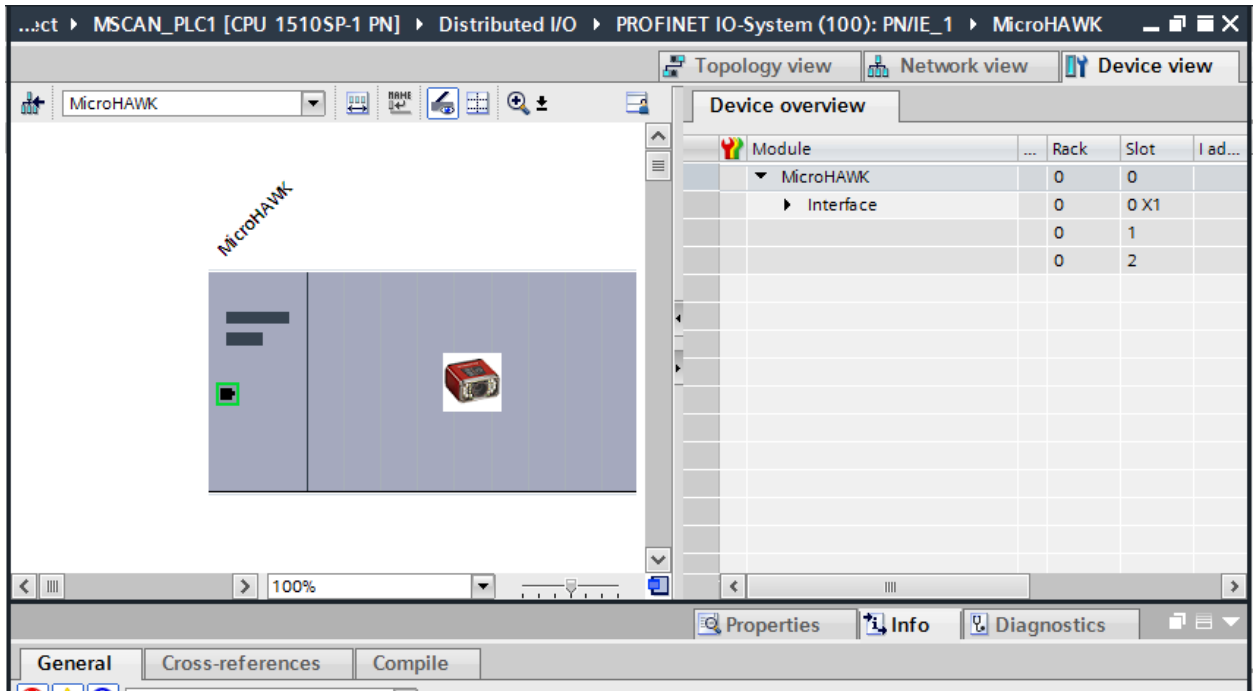 ...ect ▸ MSCAN_PLC1 [CPU 1510SP-1 PN] ▸ Distributed I/O ▸ PROFINET IO-System (100): PN/IE_1 ▸ MicroHAWK
Topology view Network view Device view
MicroHAWK NAME
Device overview
Module ... Rack Slot I ad...
MicroHAWK 0 0
Interface 0 0 X1
0 1
0 2
MicroHAWK
100%
Properties Info Diagnostics
General Cross-references Compile